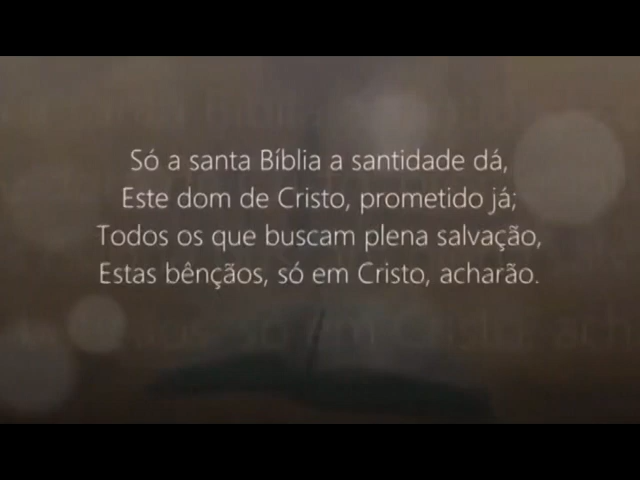 Só a santa Bíblia a santidade dá,
Este dom de Cristo, prometido já;
Todos os que buscam plena salvação,
Estas bênçãos, só em Cristo, acharão.